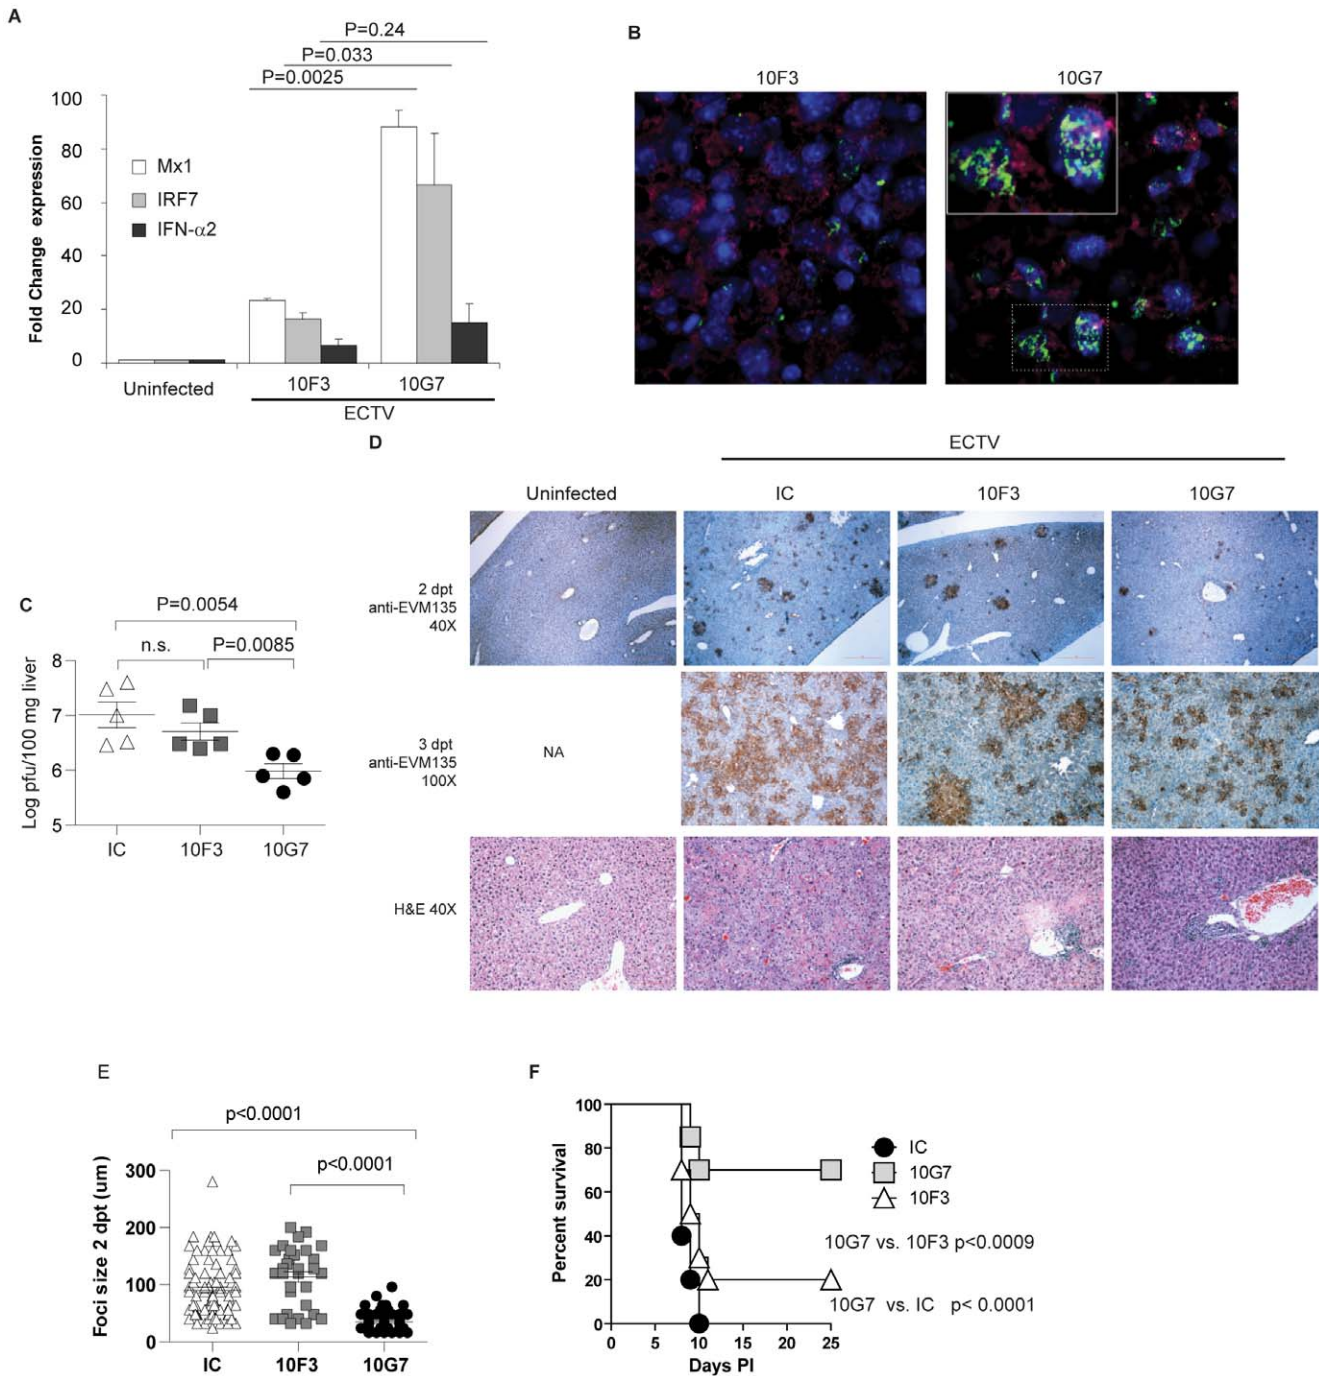 A
P=0.24
P=0.033
P=0.0025
Fold Change expression
100
80
60
40
20
0
Mx1
IRF7
IFN-α2
Uninfected
10F3
10G7
ECTV
B
10F3
10G7
C
P=0.0054
n.s.
P=0.0085
Log pfu/100 mg liver
8
7
6
5
IC
10F3
10G7
D
ECTV
Uninfected
IC
10F3
10G7
2 dpt
anti-EVM135
40X
3 dpt
anti-EVM135
100X
NA
H&E 40X
E
p<0.0001
p<0.0001
Foci size 2 dpt (um)
300
200
100
0
IC
10F3
10G7
F
Percent survival
100
80
60
40
20
0
0
5
10
15
20
25
Days PI
IC
10G7
10F3
10G7 vs. 10F3 p<0.0009
10G7 vs. IC p< 0.0001